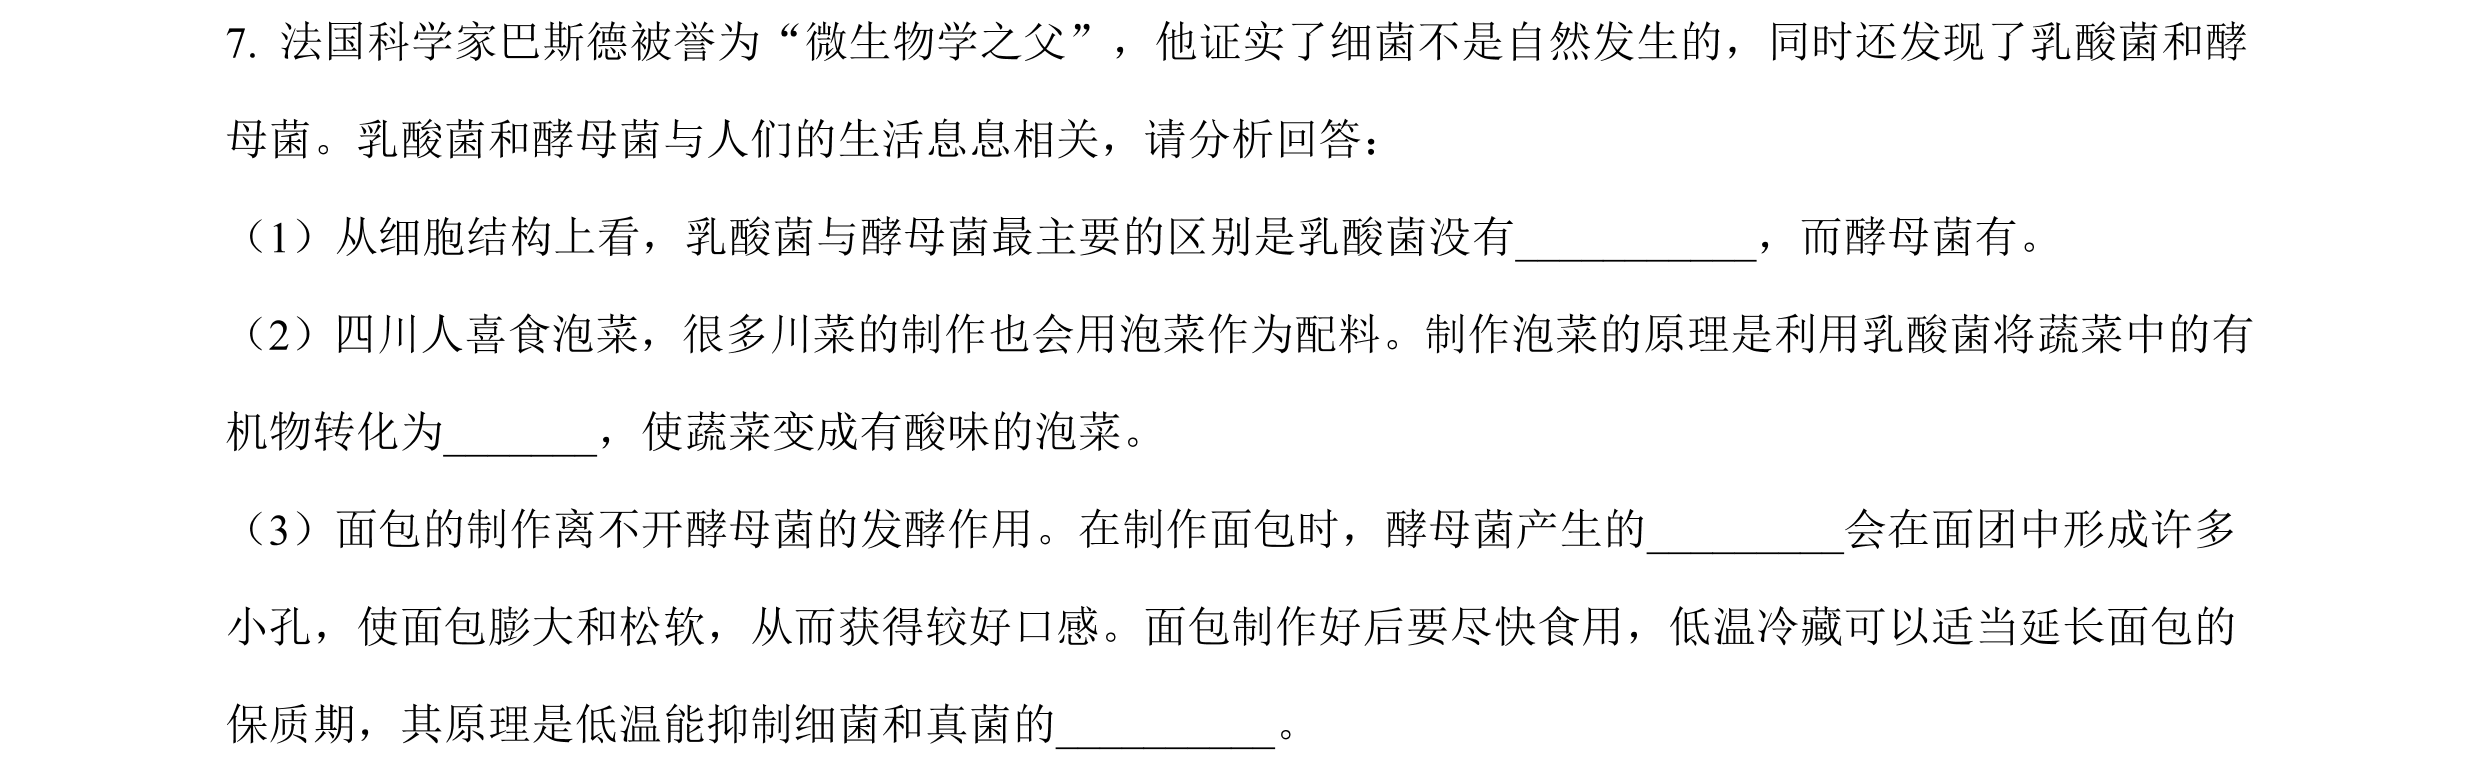 7. 法国科学家巴斯德被誉为“微生物学之父”，他证实了细菌不是自然发生的，同时还发现了乳酸菌和酵
母菌。乳酸菌和酵母菌与人们的生活息息相关，请分析回答：
（1）从细胞结构上看，乳酸菌与酵母菌最主要的区别是乳酸菌没有___________，而酵母菌有。
（2）四川人喜食泡菜，很多川菜的制作也会用泡菜作为配料。制作泡菜的原理是利用乳酸菌将蔬菜中的有
机物转化为_______，使蔬菜变成有酸味的泡菜。
（3）面包的制作离不开酵母菌的发酵作用。在制作面包时，酵母菌产生的_________会在面团中形成许多
小孔，使面包膨大和松软，从而获得较好口感。面包制作好后要尽快食用，低温冷藏可以适当延长面包的
保质期，其原理是低温能抑制细菌和真菌的__________。